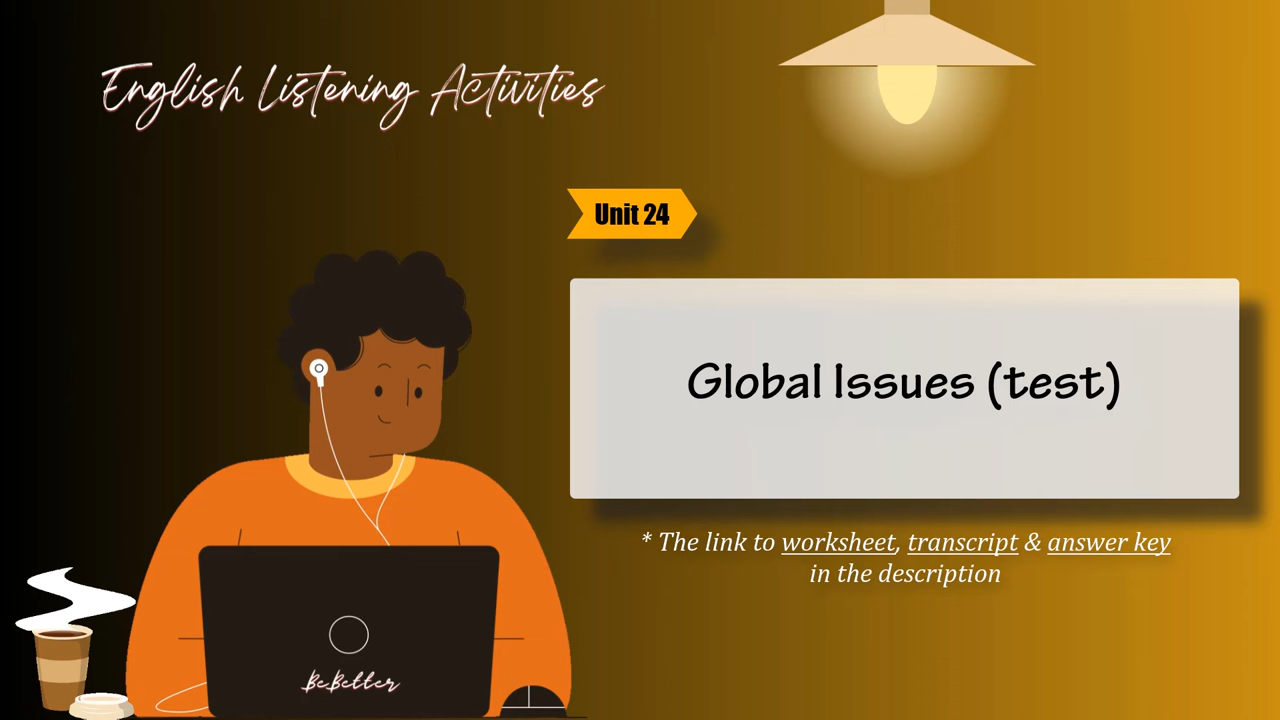 English Listening Activities
Unit 24
Global Issues (test)
* The link to worksheet, transcript & answer key
in the description
BeBetter